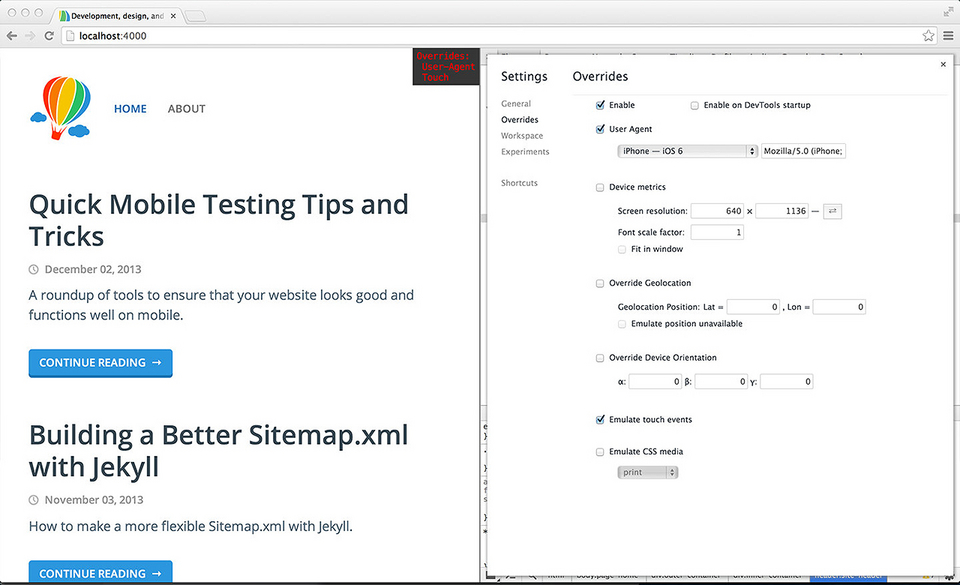 Development, design, and
localhost:4000
Overrides:
User-Agent
Touch
HOME
ABOUT
Quick Mobile Testing Tips and
Tricks
December 02, 2013
A roundup of tools to ensure that your website looks good and
functions well on mobile.
CONTINUE READING →
Building a Better Sitemap.xml
with Jekyll
November 03, 2013
How to make a more flexible Sitemap.xml with Jekyll.
CONTINUE READING →
Settings
General
Overrides
Workspace
Experiments
Shortcuts
Overrides
Enable
Enable on DevTools startup
User Agent
iPhone — iOS 6
Mozilla/5.0 (iPhone;
Device metrics
Screen resolution: 640 × 1136 —
Font scale factor: 1
Fit in window
Override Geolocation
Geolocation Position: Lat = 0 , Lon = 0
Emulate position unavailable
Override Device Orientation
α: 0 β: 0 γ: 0
Emulate touch events
Emulate CSS media
print